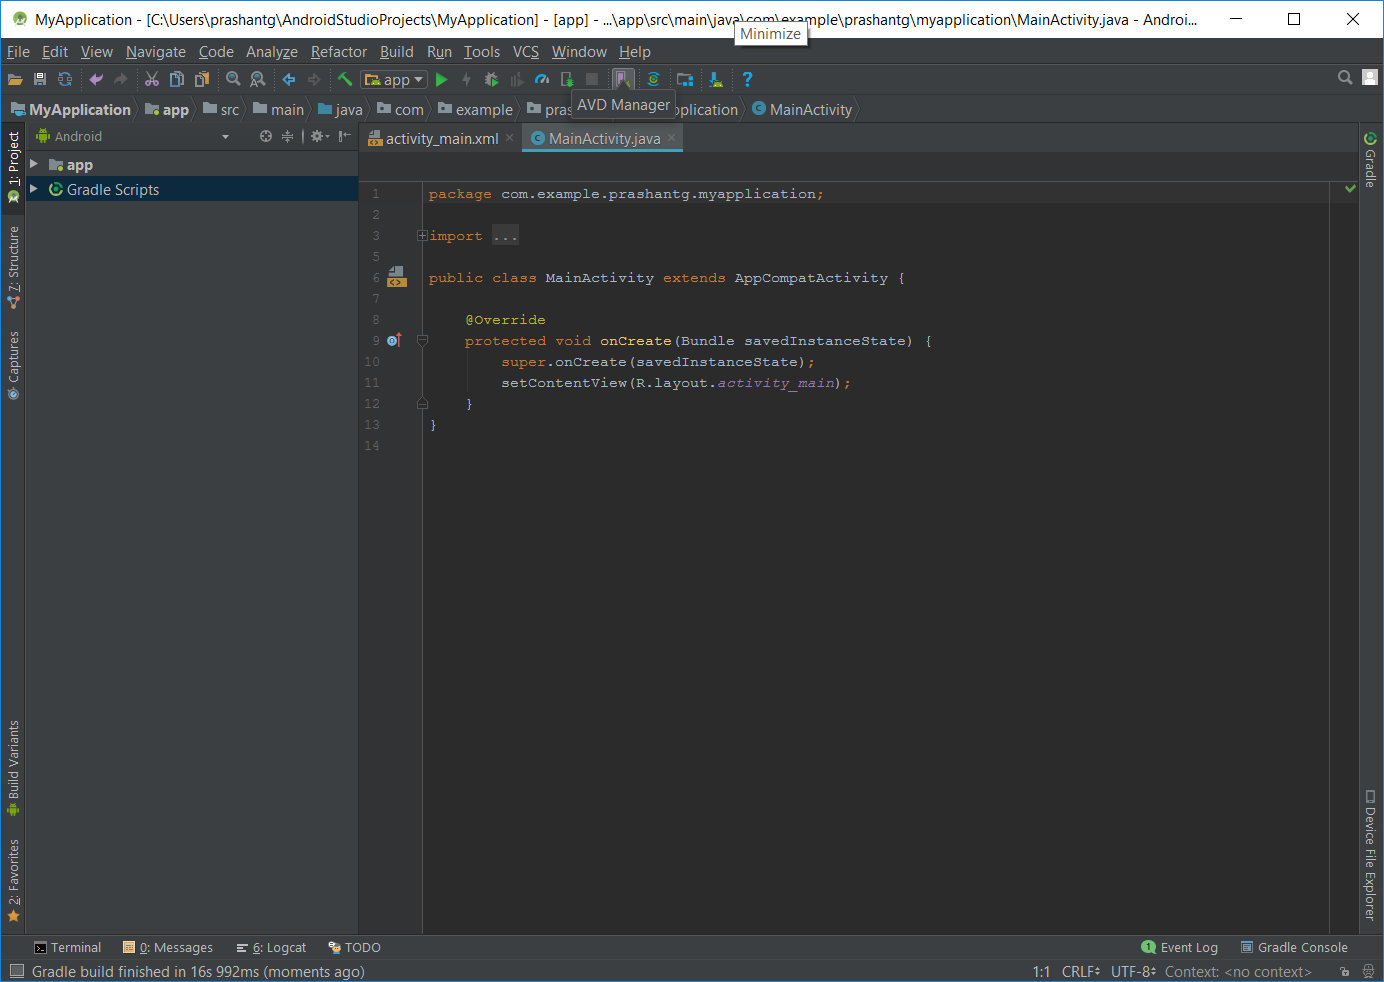 MyApplication - [C:\Users\prashantg\AndroidStudioProjects\MyApplication] - [app] - ...\app\src\main\java\com\example\prashantg\myapplication\MainActivity.java - Androi...
Minimize
File Edit View Navigate Code Analyze Refactor Build Run Tools VCS Window Help
app
AVD Manager
MyApplication app src main java com example pras pplication MainActivity
Android
activity_main.xml
MainActivity.java
1: Project
7: Structure
Captures
Build Variants
2: Favorites
app
Gradle Scripts
1 package com.example.prashantg.myapplication;
2
3 import ...
5
6 public class MainActivity extends AppCompatActivity {
7
8 @Override
9 protected void onCreate(Bundle savedInstanceState) {
10 super.onCreate(savedInstanceState);
11 setContentView(R.layout.activity_main);
12 }
13 }
14
Gradle
Device File Explorer
Terminal 0: Messages 6: Logcat TODO 1 Event Log Gradle Console
Gradle build finished in 16s 992ms (moments ago) 1:1 CRLF UTF-8 Context: <no context>